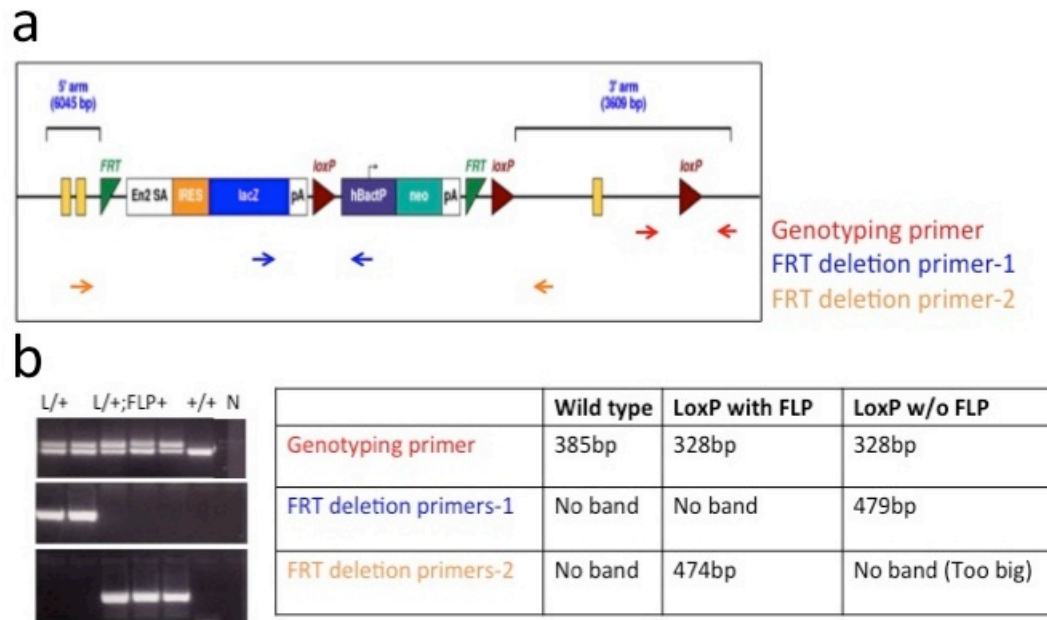 a
5' arm
(6045 bp)
3' arm
(3609 bp)
FRT
loxP
FRT
loxP
loxP
En2 SA
IRES
lacZ
pA
hBactP
neo
pA
Genotyping primer
FRT deletion primer-1
FRT deletion primer-2
b
L/+ L/+;FLP+ +/+ N
Wild type LoxP with FLP LoxP w/o FLP
Genotyping primer 385bp 328bp 328bp
FRT deletion primers-1 No band No band 479bp
FRT deletion primers-2 No band 474bp No band (Too big)